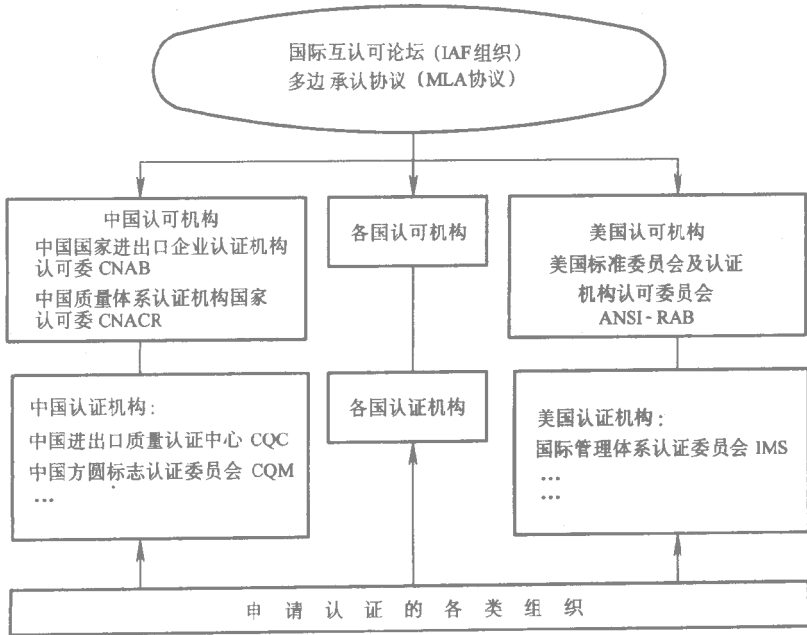 国际互认可论坛（IAF组织）
多边承认协议（MLA协议）
中国认可机构
中国国家进出口企业认证机构
认可委 CNAB
中国质量体系认证机构国家
认可委 CNACR
各国认可机构
美国认可机构
美国标准委员会及认证
机构认可委员会
ANSI-RAB
中国认证机构：
中国进出口质量认证中心 CQC
中国方圆标志认证委员会 CQM
…
各国认证机构
美国认证机构：
国际管理体系认证委员会 IMS
…
…
申请认证的各类组织